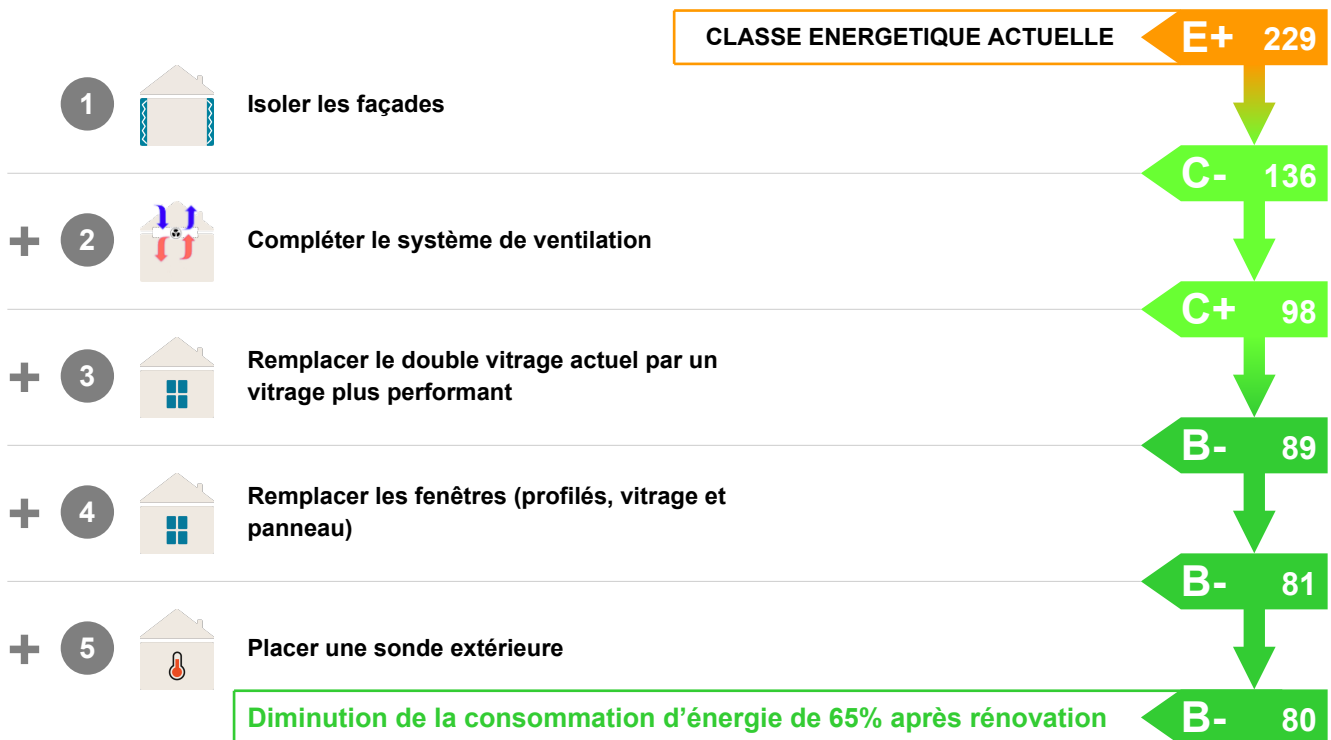 CLASSE ENERGETIQUE ACTUELLE E+ 229
1 Isoler les façades
C- 136
+ 2 Compléter le système de ventilation
C+ 98
+ 3 Remplacer le double vitrage actuel par un
vitrage plus performant
B- 89
+ 4 Remplacer les fenêtres (profilés, vitrage et
panneau)
B- 81
+ 5 Placer une sonde extérieure
Diminution de la consommation d’énergie de 65% après rénovation B- 80